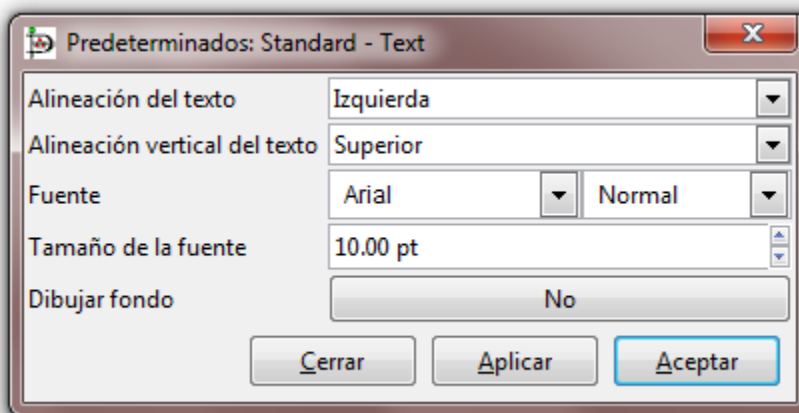 Predeterminados: Standard - Text
Alineación del texto Izquierda
Alineación vertical del texto Superior
Fuente Arial Normal
Tamaño de la fuente 10.00 pt
Dibujar fondo No
Cerrar Aplicar Aceptar